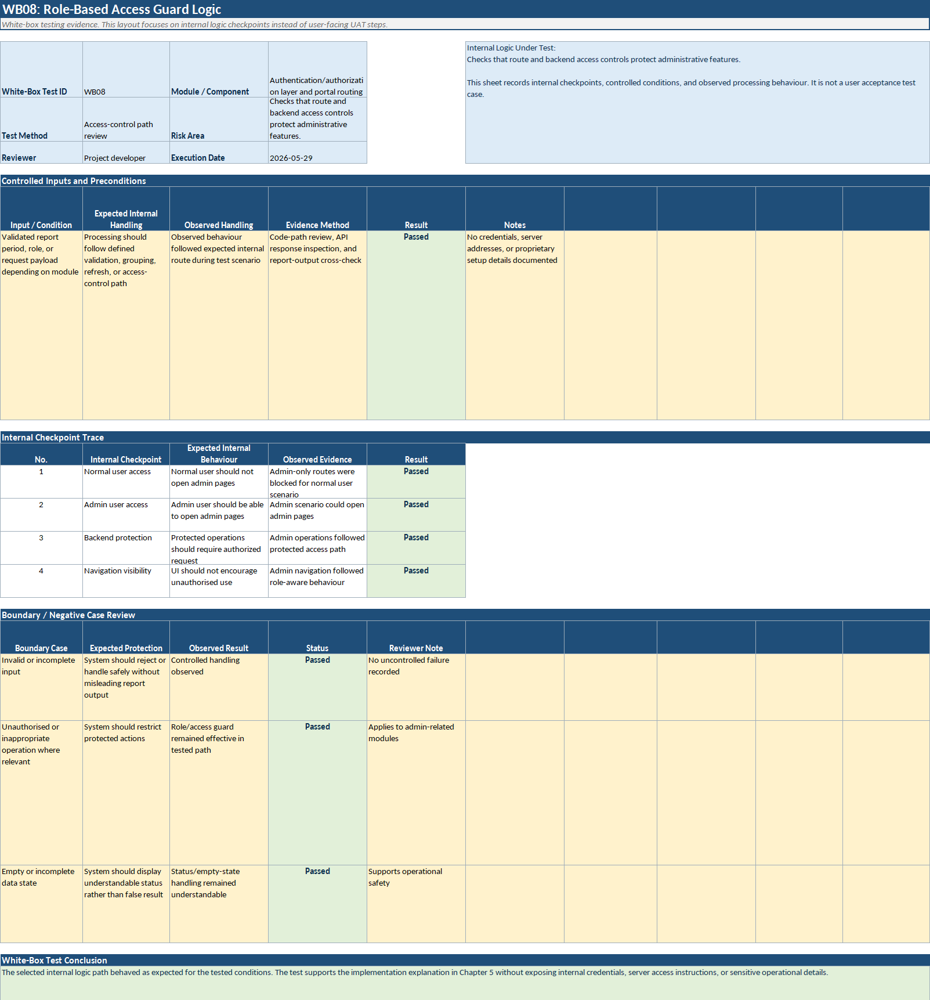 WB08: Role-Based Access Guard Logic
White-box testing evidence. This layout focuses on internal logic checkpoints instead of user-facing UAT steps.
White-Box Test ID
WB08
Module / Component
Authentication/authorizati
on layer and portal routing
Internal Logic Under Test:
Checks that route and backend access controls protect administrative features.
This sheet records internal checkpoints, controlled conditions, and observed processing behaviour. It is not a user acceptance test
case.
Test Method
Access-control path
review
Risk Area
Checks that route and
backend access controls
protect administrative
features.
Reviewer
Project developer
Execution Date
2026-05-29
Controlled Inputs and Preconditions
Input / Condition
Expected Internal
Handling
Observed Handling
Evidence Method
Result
Notes
Validated report
period, role, or
request payload
depending on module
Processing should
follow defined
validation, grouping,
refresh, or access-
control path
Observed behaviour
followed expected internal
route during test scenario
Code-path review, API
response inspection, and
report-output cross-check
Passed
No credentials, server
addresses, or proprietary
setup details documented
Internal Checkpoint Trace
No.
Internal Checkpoint
Expected Internal
Behaviour
Observed Evidence
Result
1
Normal user access
Normal user should not
open admin pages
Admin-only routes were
blocked for normal user
scenario
Passed
2
Admin user access
Admin user should be able
to open admin pages
Admin scenario could open
admin pages
Passed
3
Backend protection
Protected operations
should require authorized
request
Admin operations followed
protected access path
Passed
4
Navigation visibility
UI should not encourage
unauthorised use
Admin navigation followed
role-aware behaviour
Passed
Boundary / Negative Case Review
Boundary Case
Expected Protection
Observed Result
Status
Reviewer Note
Invalid or incomplete
input
System should reject or
handle safely without
misleading report
output
Controlled handling
observed
Passed
No uncontrolled failure
recorded
Unauthorised or
inappropriate
operation where
relevant
System should restrict
protected actions
Role/access guard
remained effective in
tested path
Passed
Applies to admin-related
modules
Empty or incomplete
data state
System should display
understandable status
rather than false result
Status/empty-state
handling remained
understandable
Passed
Supports operational
safety
White-Box Test Conclusion
The selected internal logic path behaved as expected for the tested conditions. The test supports the implementation explanation in Chapter 5 without exposing internal credentials, server access instructions, or sensitive operational details.